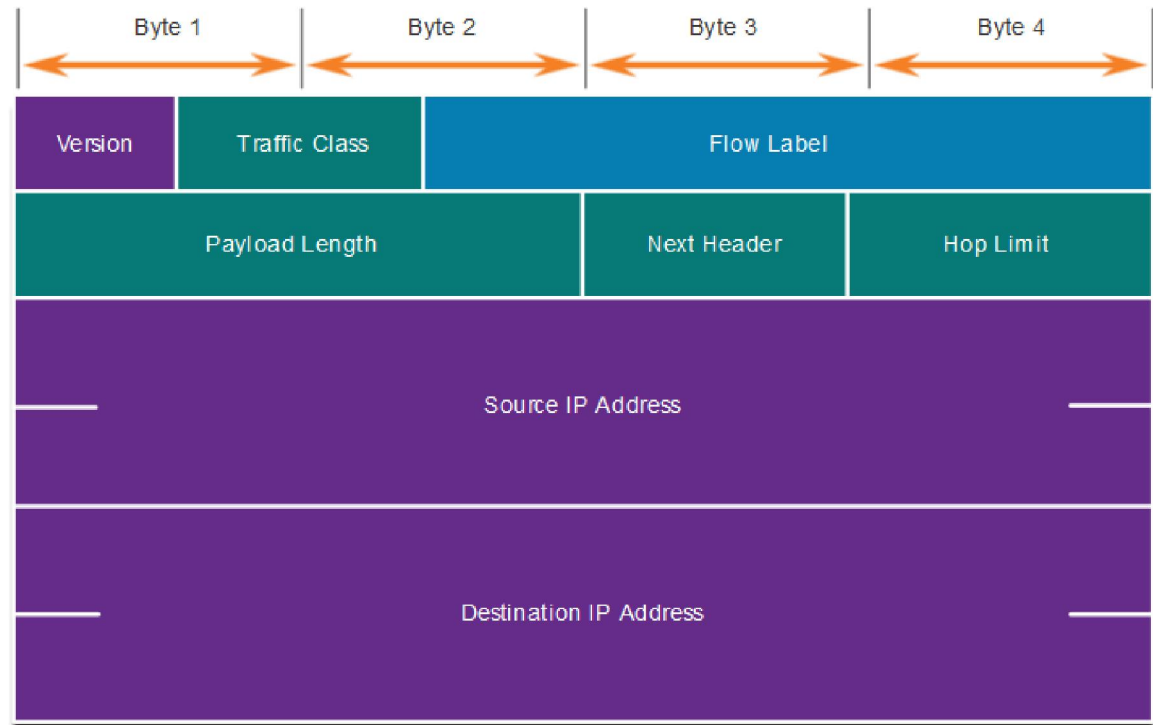 Byte 1 Byte 2 Byte 3 Byte 4
Version Traffic Class Flow Label
Payload Length Next Header Hop Limit
Source IP Address
Destination IP Address